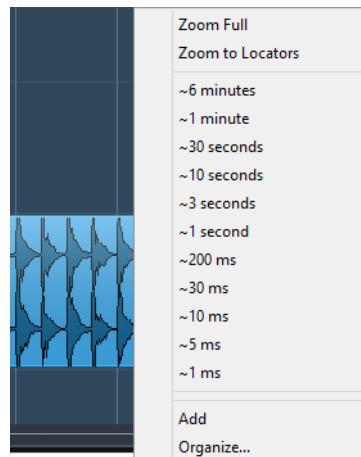 Zoom Full
Zoom to Locators
~6 minutes
~1 minute
~30 seconds
~10 seconds
~3 seconds
~1 second
~200 ms
~30 ms
~10 ms
~5 ms
~1 ms
Add
Organize...